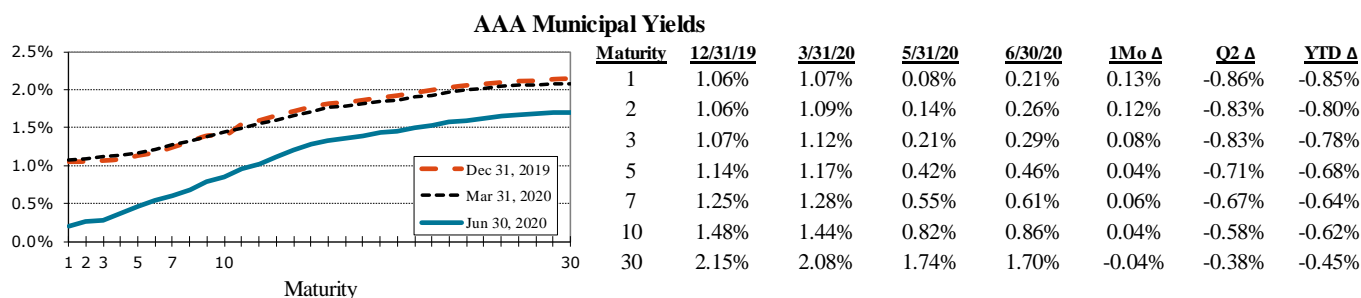 AAA Municipal Yields
2.5%
2.0%
1.5%
1.0%
0.5%
0.0%
Dec 31, 2019
Mar 31, 2020
Jun 30, 2020
1 2 3 5 7 10 30
Maturity
Maturity 12/31/19 3/31/20 5/31/20 6/30/20 1Mo Δ Q2 Δ YTD Δ
1 1.06% 1.07% 0.08% 0.21% 0.13% -0.86% -0.85%
2 1.06% 1.09% 0.14% 0.26% 0.12% -0.83% -0.80%
3 1.07% 1.12% 0.21% 0.29% 0.08% -0.83% -0.78%
5 1.14% 1.17% 0.42% 0.46% 0.04% -0.71% -0.68%
7 1.25% 1.28% 0.55% 0.61% 0.06% -0.67% -0.64%
10 1.48% 1.44% 0.82% 0.86% 0.04% -0.58% -0.62%
30 2.15% 2.08% 1.74% 1.70% -0.04% -0.38% -0.45%